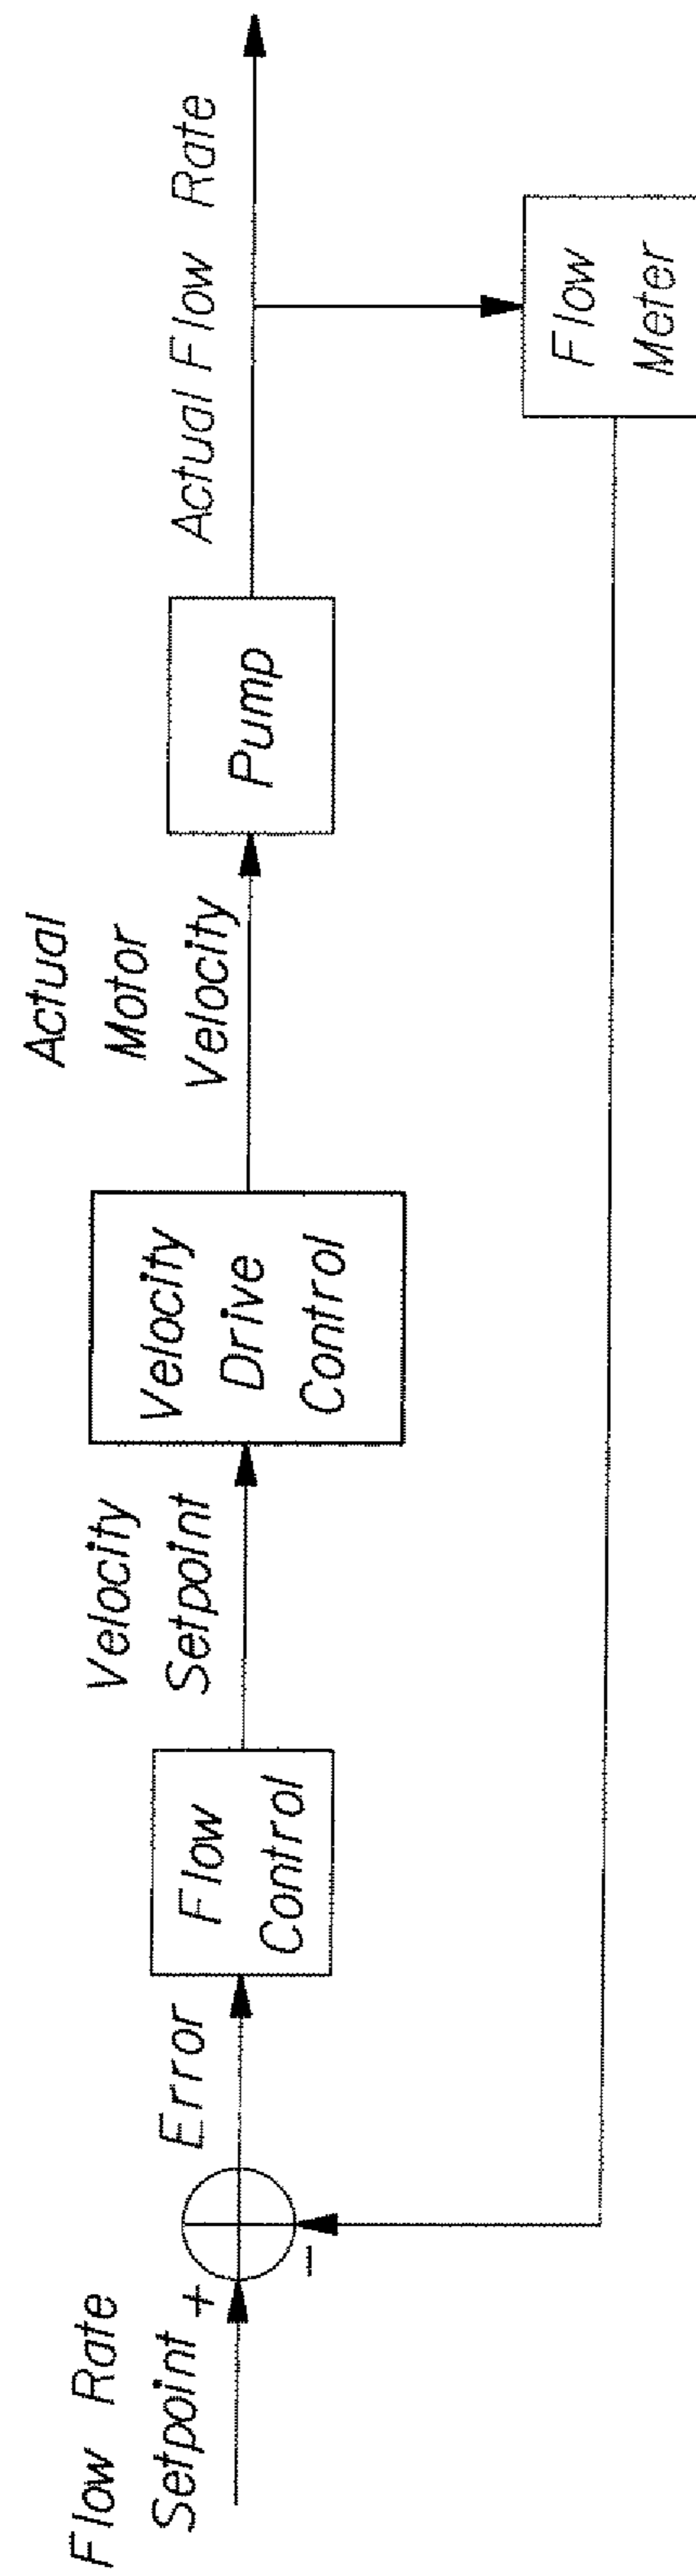 Flow Rate
Setpoint
+
−
Error
Flow
Control
Velocity
Setpoint
Velocity
Drive
Control
Actual
Motor
Velocity
Pump
Actual Flow Rate
Flow
Meter